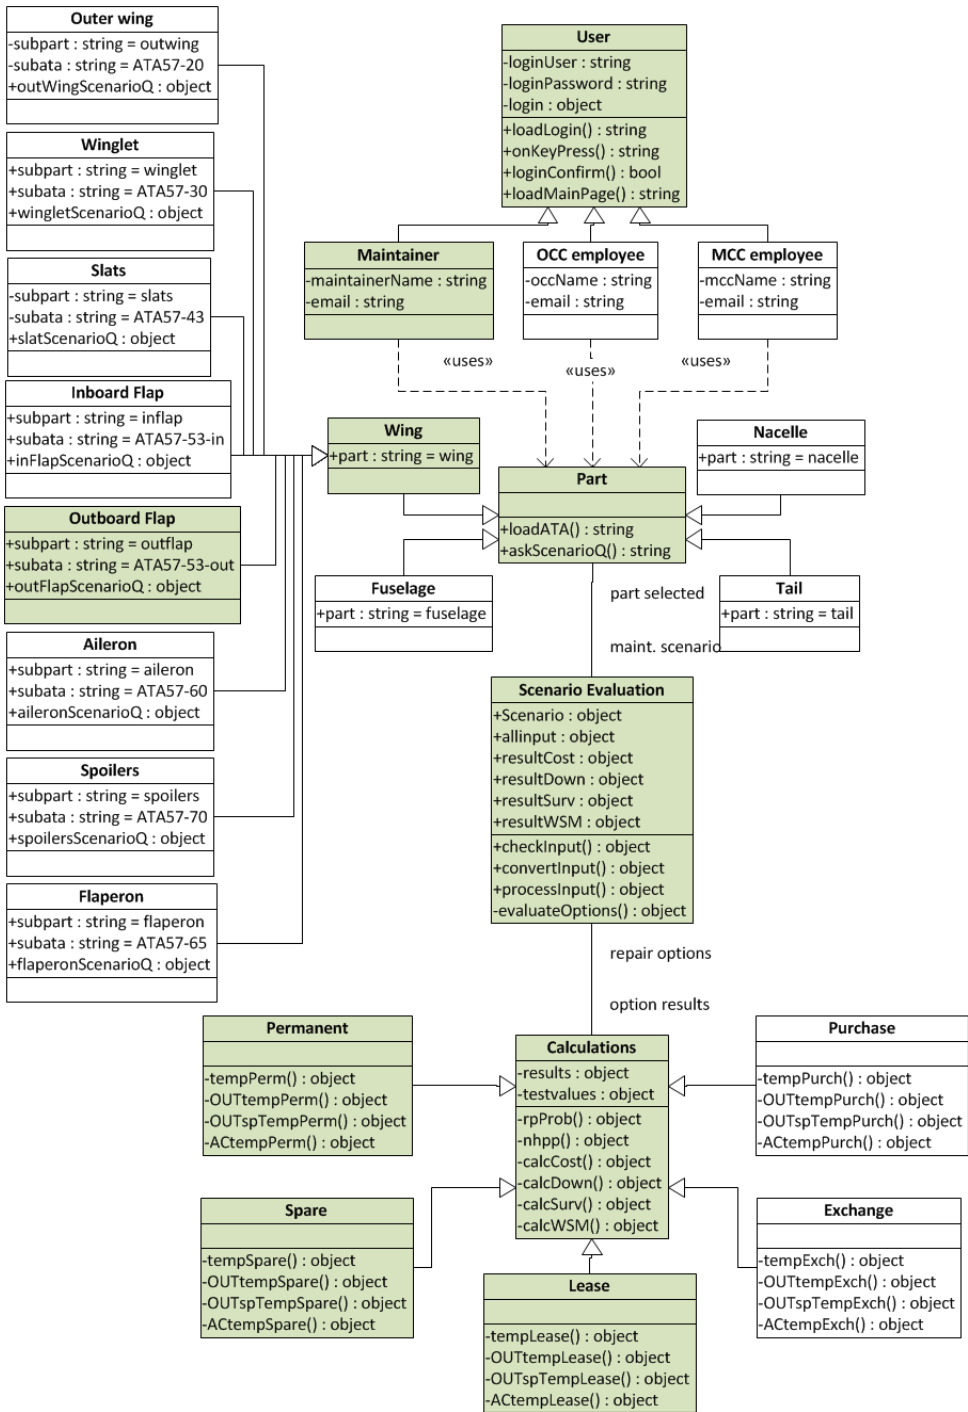 Outer wing
-subpart : string = outwing
-subata : string = ATA57-20
+outWingScenarioQ : object
Winglet
+subpart : string = winglet
+subata : string = ATA57-30
+wingletScenarioQ : object
Slats
-subpart : string = slats
-subata : string = ATA57-43
+slatScenarioQ : object
Inboard Flap
+subpart : string = inflap
+subata : string = ATA57-53-in
+inFlapScenarioQ : object
Outboard Flap
+subpart : string = outflap
+subata : string = ATA57-53-out
+outFlapScenarioQ : object
Aileron
+subpart : string = aileron
+subata : string = ATA57-60
+aileronScenarioQ : object
Spoilers
+subpart : string = spoilers
+subata : string = ATA57-70
+spoilersScenarioQ : object
Flaperon
+subpart : string = flaperon
+subata : string = ATA57-65
+flaperonScenarioQ : object
User
-loginUser : string
-loginPassword : string
-login : object
+loadLogin() : string
+onKeyPress() : string
+loginConfirm() : bool
+loadMainPage() : string
Maintainer
-maintainerName : string
-email : string
OCC employee
-occName : string
-email : string
MCC employee
-mccName : string
-email : string
«uses»
«uses»
«uses»
Wing
+part : string = wing
Nacelle
+part : string = nacelle
Part
+loadATA() : string
+askScenarioQ() : string
Fuselage
+part : string = fuselage
Tail
+part : string = tail
part selected
maint. scenario
Scenario Evaluation
+Scenario : object
+allinput : object
+resultCost : object
+resultDown : object
+resultSurv : object
+resultWSM : object
+checkInput() : object
+convertInput() : object
+processInput() : object
-evaluateOptions() : object
repair options
option results
Permanent
-tempPerm() : object
-OUTtempPerm() : object
-OUTspTempPerm() : object
-ACtempPerm() : object
Calculations
-results : object
-testvalues : object
-rpProb() : object
-nhpp() : object
-calcCost() : object
-calcDown() : object
-calcSurv() : object
-calcWSM() : object
Purchase
-tempPurch() : object
-OUTtempPurch() : object
-OUTspTempPurch() : object
-ACtempPurch() : object
Spare
-tempSpare() : object
-OUTtempSpare() : object
-OUTspTempSpare() : object
-ACtempSpare() : object
Exchange
-tempExch() : object
-OUTtempExch() : object
-OUTspTempExch() : object
-ACtempExch() : object
Lease
-tempLease() : object
-OUTtempLease() : object
-OUTspTempLease() : object
-ACtempLease() : object